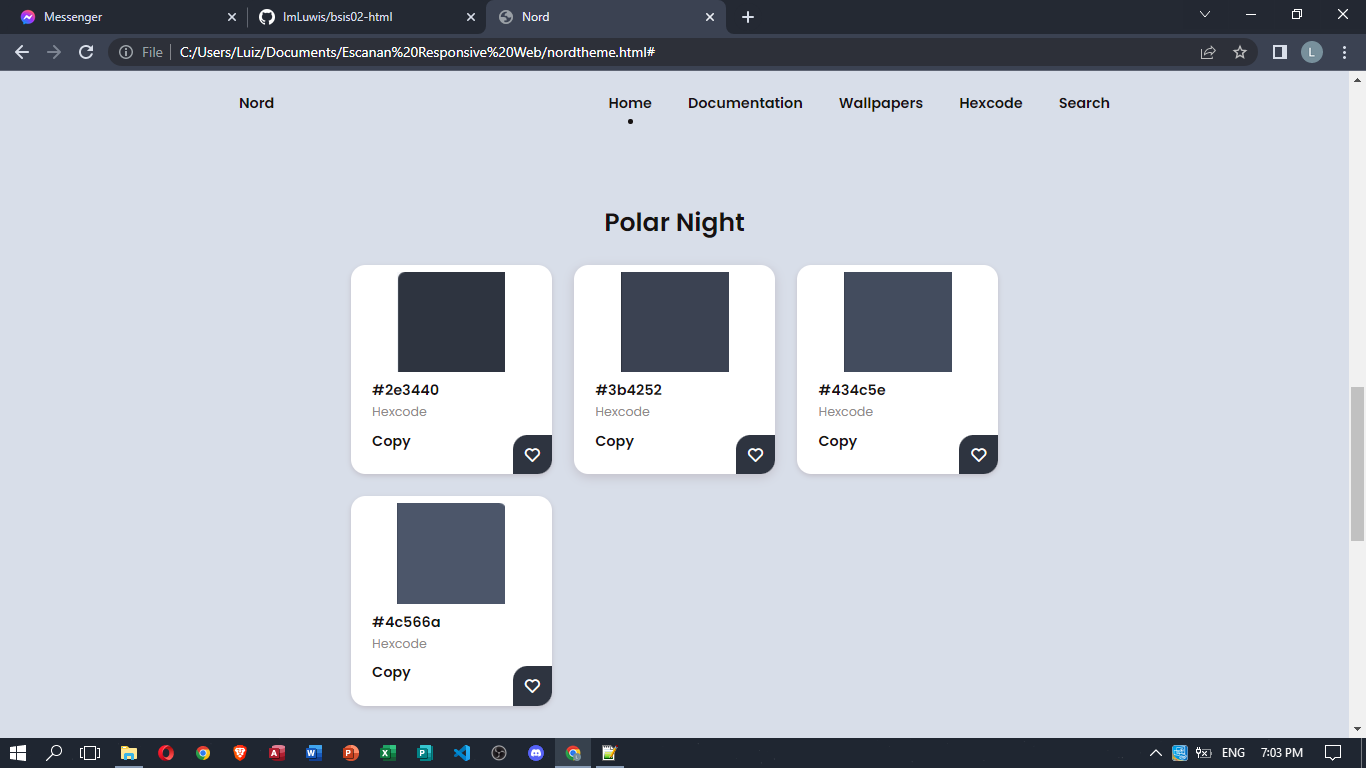 Messenger
ImLuwis/bsis02-html
Nord
File
C:/Users/Luiz/Documents/Escanan%20Responsive%20Web/nordtheme.html#
L
Nord
Home
Documentation
Wallpapers
Hexcode
Search
Polar Night
#2e3440
Hexcode
Copy
#3b4252
Hexcode
Copy
#434c5e
Hexcode
Copy
#4c566a
Hexcode
Copy
ENG
7:03 PM